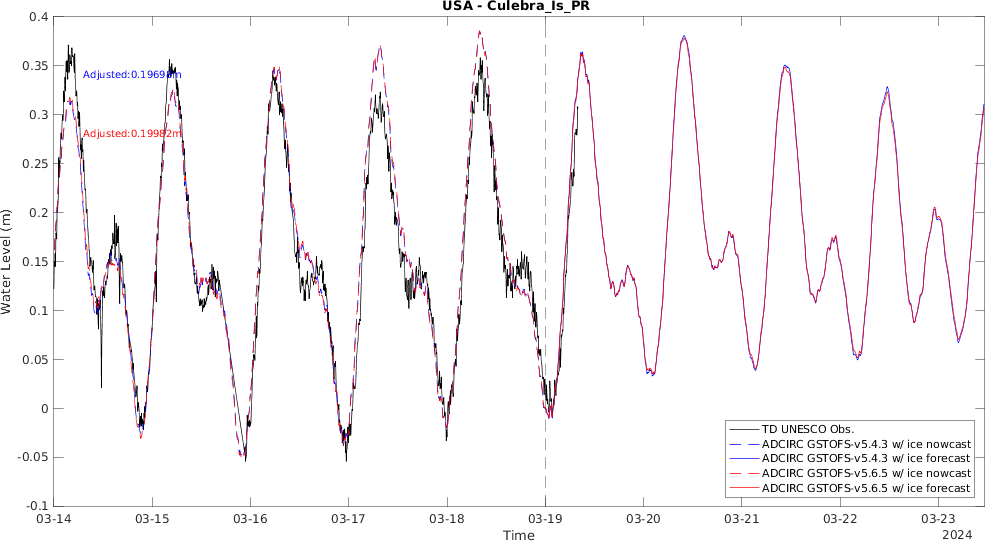 USA - Culebra_Is_PR
0.4
0.35
0.3
0.25
0.2
0.15
0.1
0.05
0
-0.05
-0.1
Water Level (m)
Adjusted:0.1969 m
Adjusted:0.19982m
TD UNESCO Obs.
ADCIRC GSTOFS-v5.4.3 w/ ice nowcast
ADCIRC GSTOFS-v5.4.3 w/ ice forecast
ADCIRC GSTOFS-v5.6.5 w/ ice nowcast
ADCIRC GSTOFS-v5.6.5 w/ ice forecast
03-14 03-15 03-16 03-17 03-18 03-19 03-20 03-21 03-22 03-23
Time
2024